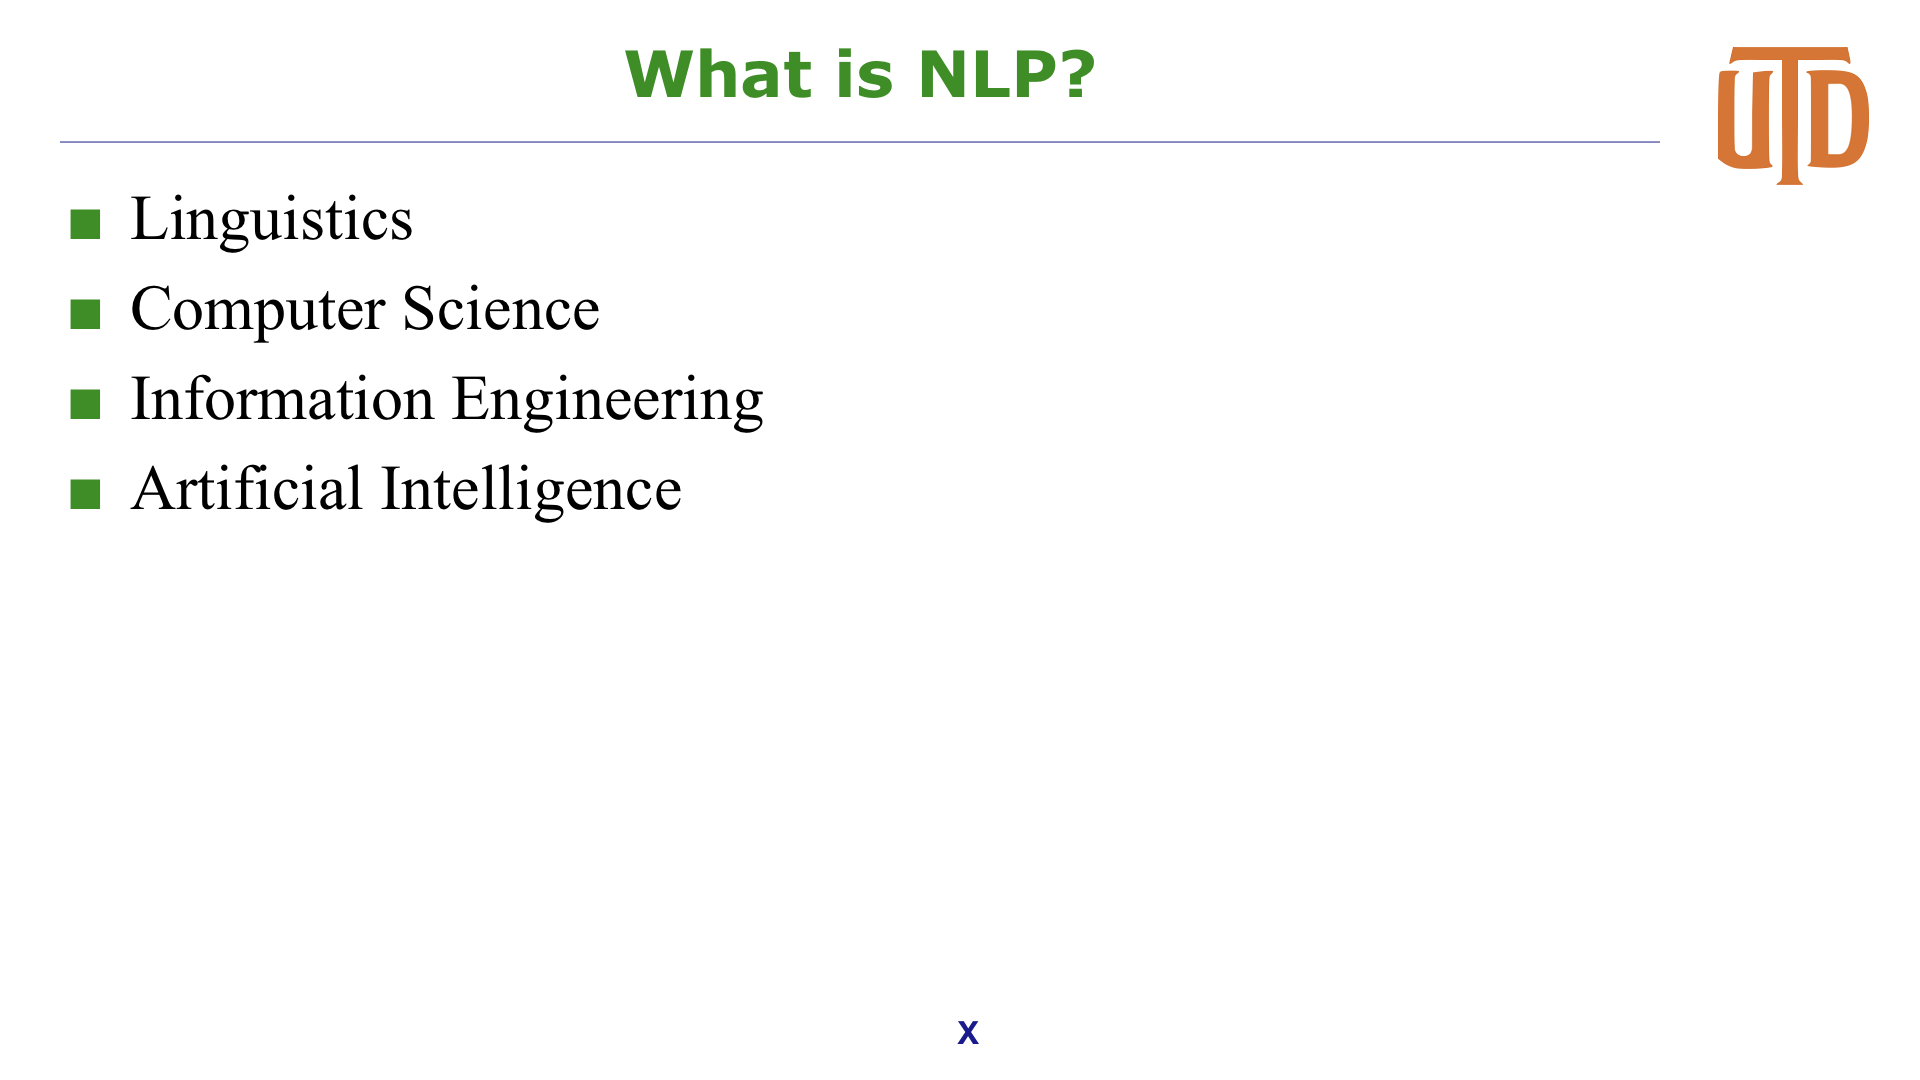 What is NLP?
UTD
Linguistics
Computer Science
Information Engineering
Artificial Intelligence
X